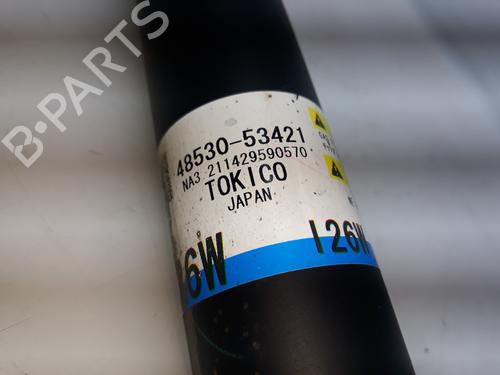 B-PARTS
48530-53421
NA3 211429590570
TOKICO
JAPAN
6W
I26W